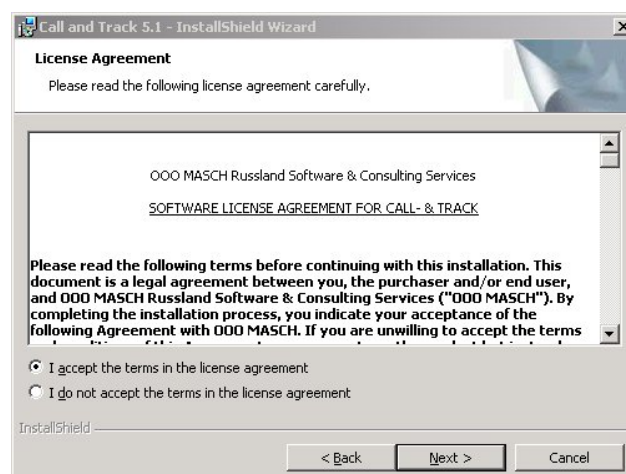 Call and Track 5.1 - InstallShield Wizard
License Agreement
Please read the following license agreement carefully.
OOO MASCH Russland Software & Consulting Services
SOFTWARE LICENSE AGREEMENT FOR CALL- & TRACK
Please read the following terms before continuing with this installation. This
document is a legal agreement between you, the purchaser and/or end user,
and OOO MASCH Russland Software & Consulting Services ("OOO MASCH"). By
completing the installation process, you indicate your acceptance of the
following Agreement with OOO MASCH. If you are unwilling to accept the terms
I accept the terms in the license agreement
I do not accept the terms in the license agreement
InstallShield
< Back Next > Cancel